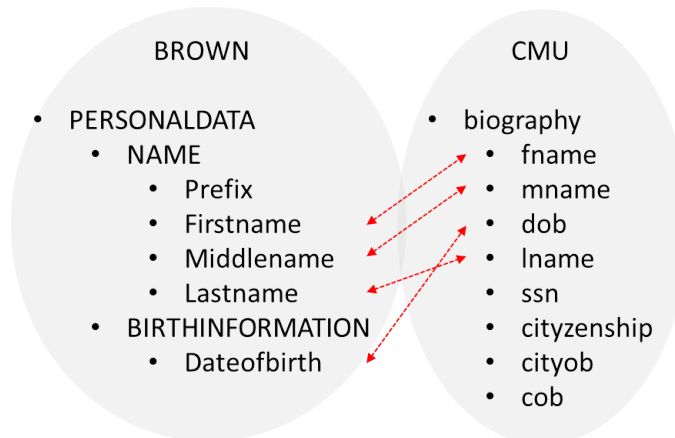 BROWN
• PERSONALDATA
• NAME
• Prefix
• Firstname
• Middlename
• Lastname
• BIRTHINFORMATION
• Dateofbirth
CMU
• biography
• fname
• mname
• dob
• lname
• ssn
• cityzenship
• cityob
• cob